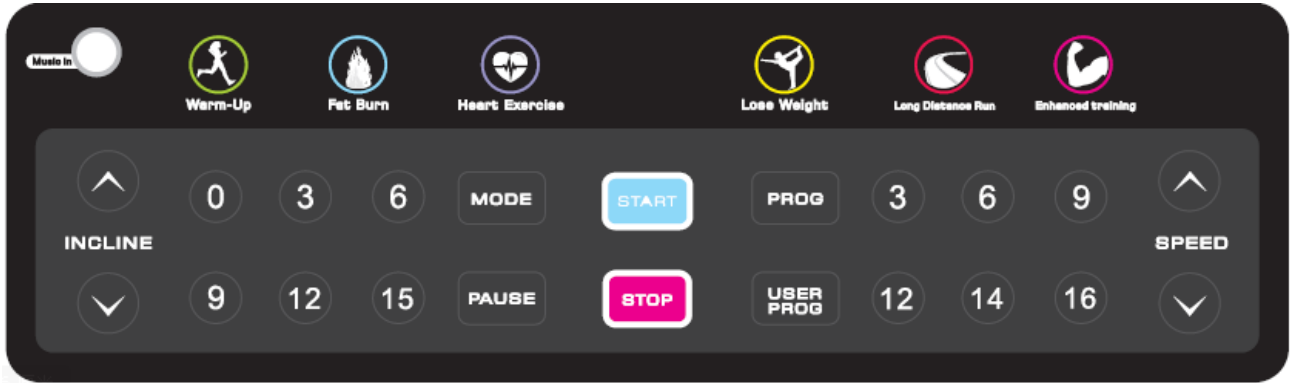 Music in
Warm-Up
Fat Burn
Heart Exercise
Lose Weight
Long Distance Run
Enhanced training
0 3 6 MODE START PROG 3 6 9
INCLINE
SPEED
9 12 15 PAUSE STOP USER
PROG
12 14 16